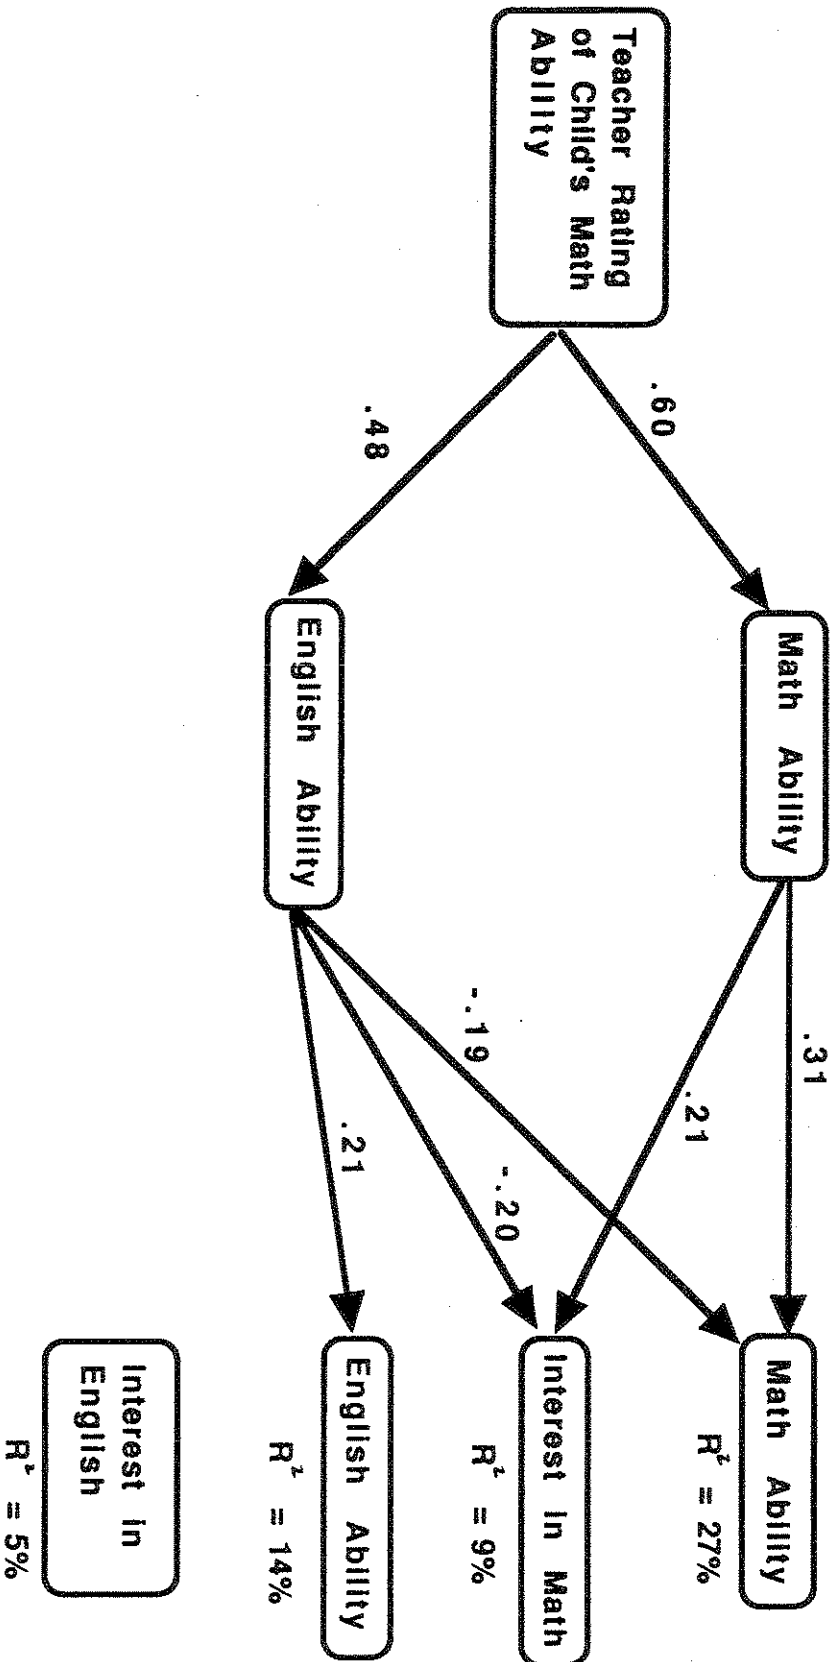 Teacher Rating
of Child's Math
Ability
.60
.48
Math Ability
English Ability
.31
.21
-.19
-.20
.21
Math Ability
R² = 27%
Interest in Math
R² = 9%
English Ability
R² = 14%
Interest in
English
R² = 5%